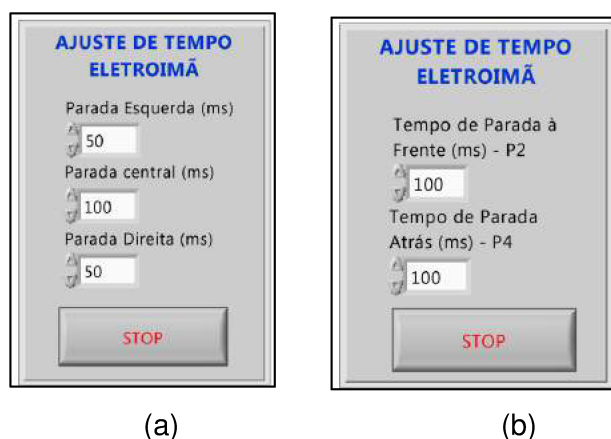 AJUSTE DE TEMPO
ELETROIMÃ
Parada Esquerda (ms)
50
Parada central (ms)
100
Parada Direita (ms)
50
STOP
(a)
AJUSTE DE TEMPO
ELETROIMÃ
Tempo de Parada à
Frente (ms) - P2
100
Tempo de Parada
Atrás (ms) - P4
100
STOP
(b)